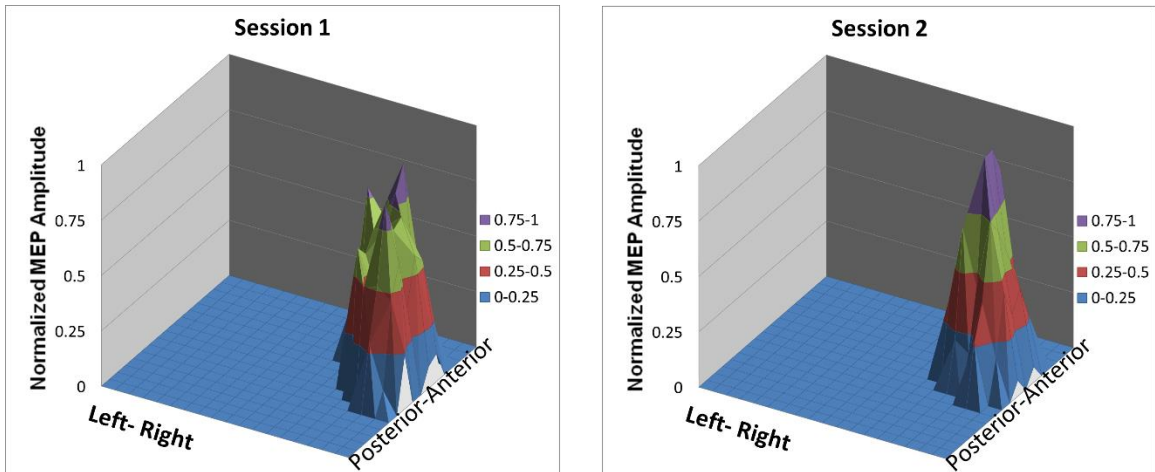 Session 1
Normalized MEP Amplitude
1
0.75
0.5
0.25
0
Left- Right
Posterior-Anterior
0.75-1
0.5-0.75
0.25-0.5
0-0.25
Session 2
Normalized MEP Amplitude
1
0.75
0.5
0.25
0
Left- Right
Posterior-Anterior
0.75-1
0.5-0.75
0.25-0.5
0-0.25